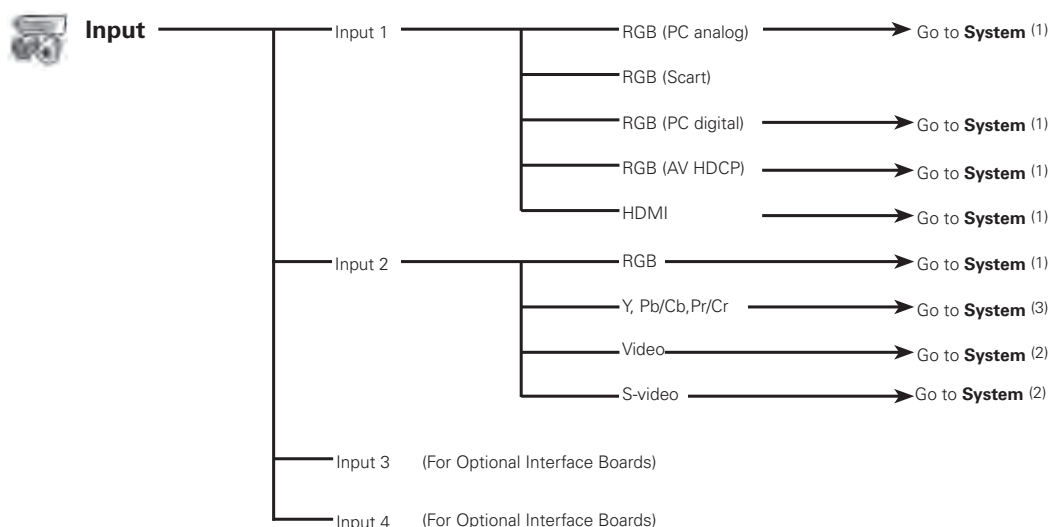 Input
Input 1
RGB (PC analog) Go to System (1)
RGB (Scart)
RGB (PC digital) Go to System (1)
RGB (AV HDCP) Go to System (1)
HDMI Go to System (1)
Input 2
RGB Go to System (1)
Y, Pb/Cb,Pr/Cr Go to System (3)
Video Go to System (2)
S-video Go to System (2)
Input 3 (For Optional Interface Boards)
Input 4 (For Optional Interface Boards)